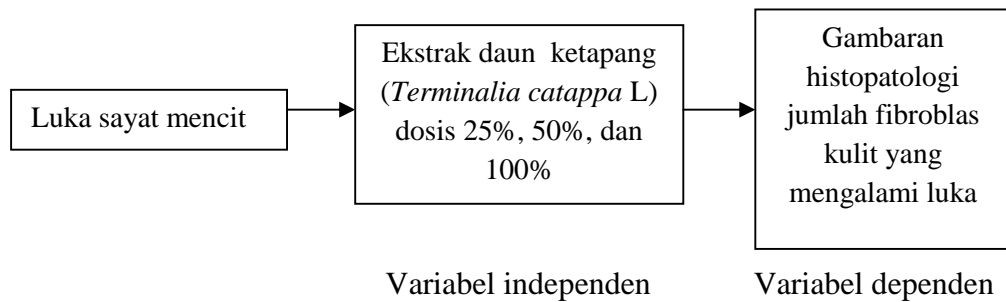 Luka sayat mencit
Ekstrak daun ketapang
(Terminalia catappa L)
dosis 25%, 50%, dan
100%
Gambaran
histopatologi
jumlah fibroblas
kulit yang
mengalami luka
Variabel independen
Variabel dependen